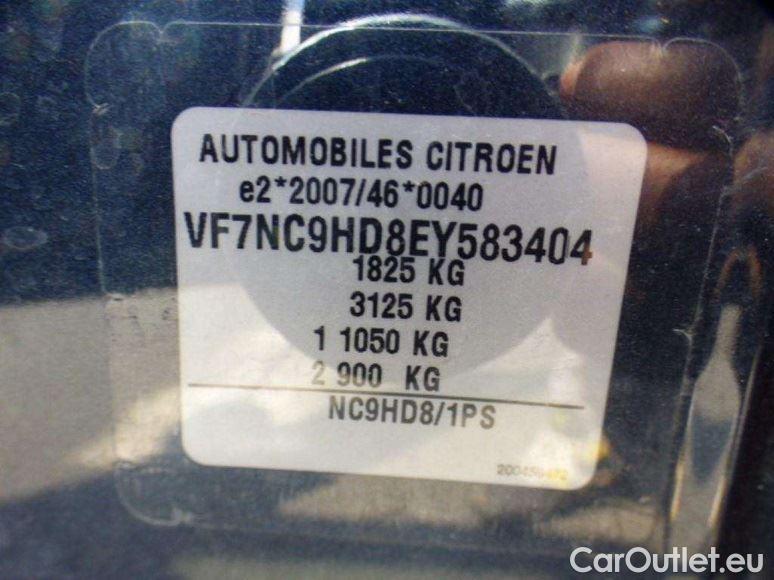 AUTOMOBILES CITROEN
e2*2007/46*0040
VF7NC9HD8EY583404
1825 KG
3125 KG
1 1050 KG
2 900 KG
NC9HD8/1PS
CarOutlet.eu